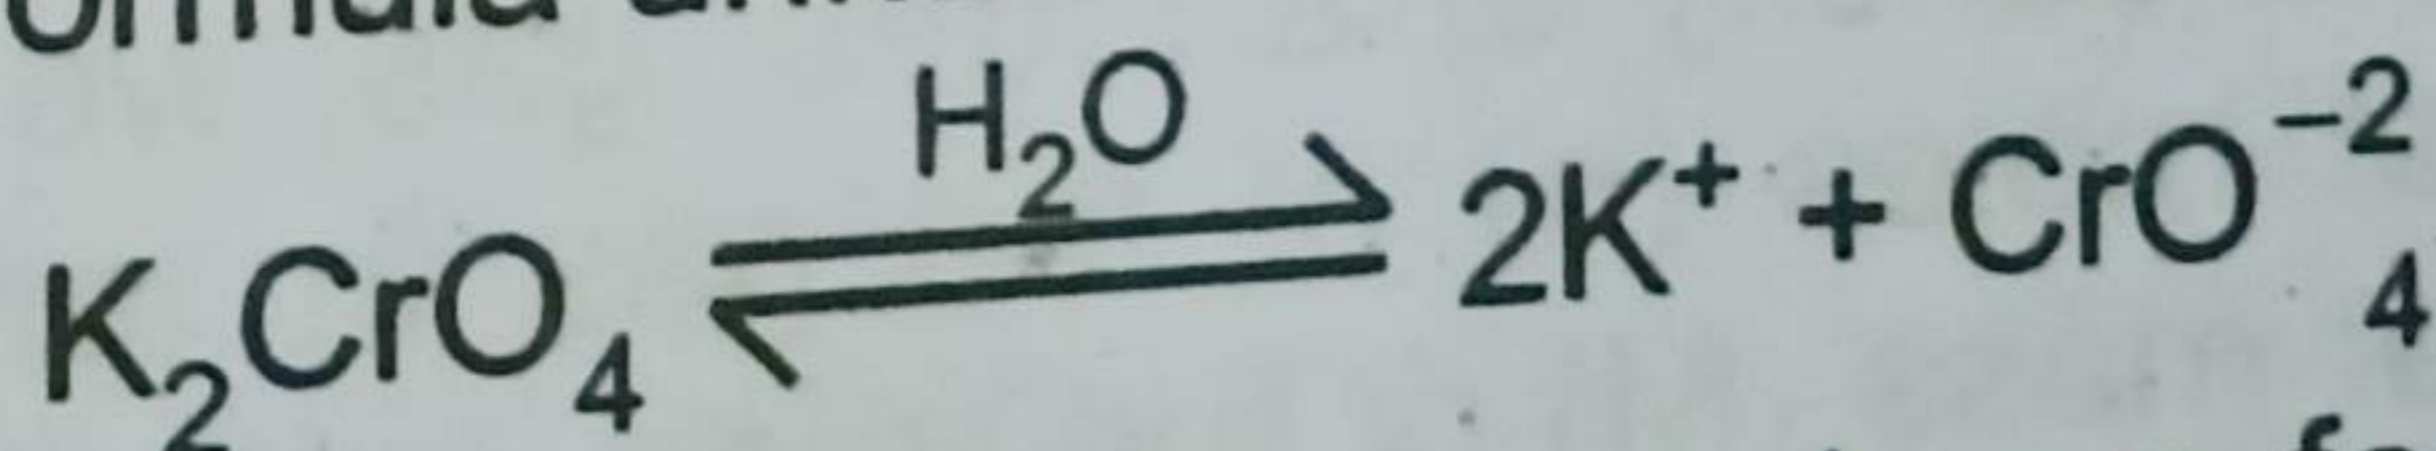 H₂O
K₂CrO₄ ⇌ 2K⁺ + CrO₄⁻²